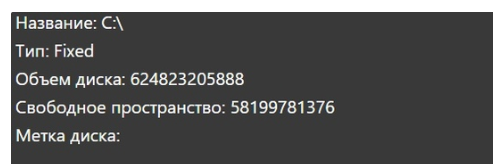 Название: C:\
Тип: Fixed
Объем диска: 624823205888
Свободное пространство: 58199781376
Метка диска: